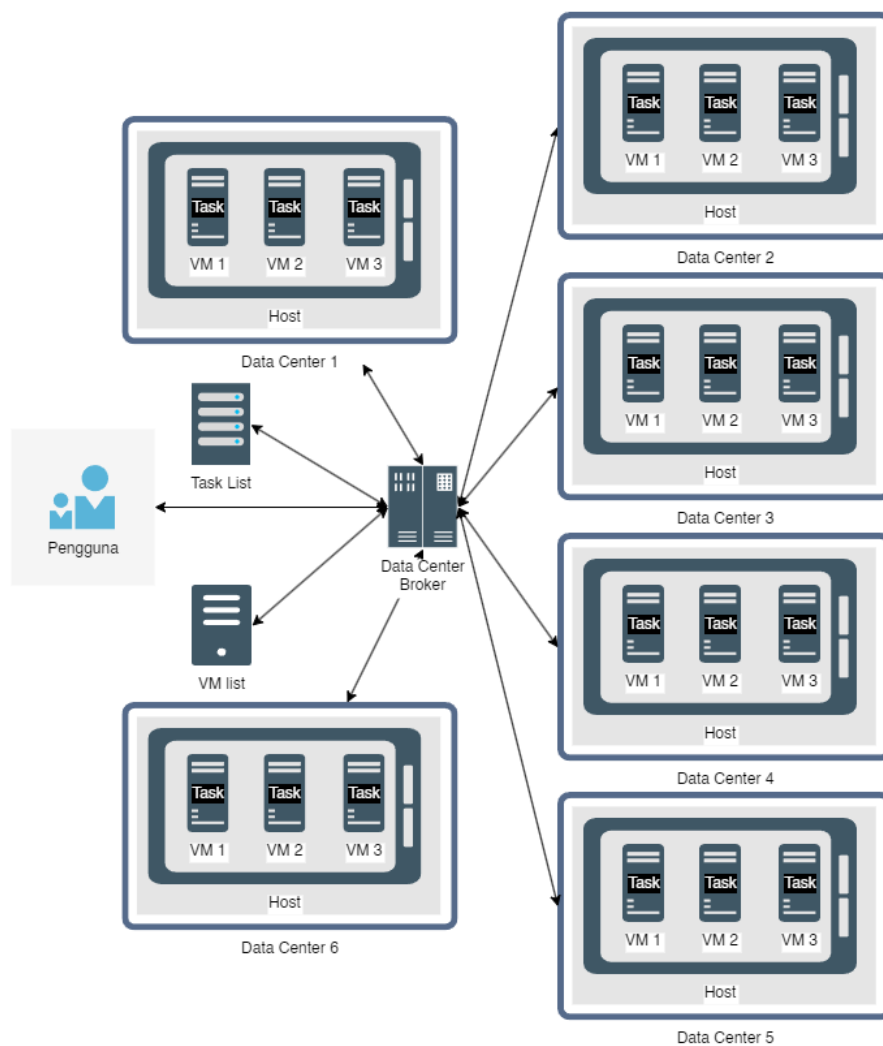 Task Task Task
VM 1 VM 2 VM 3
Host
Data Center 1
Task Task Task
VM 1 VM 2 VM 3
Host
Data Center 2
Task Task Task
VM 1 VM 2 VM 3
Host
Data Center 3
Task List
Pengguna
Data Center
Broker
VM list
Task Task Task
VM 1 VM 2 VM 3
Host
Data Center 4
Task Task Task
VM 1 VM 2 VM 3
Host
Data Center 6
Task Task Task
VM 1 VM 2 VM 3
Host
Data Center 5